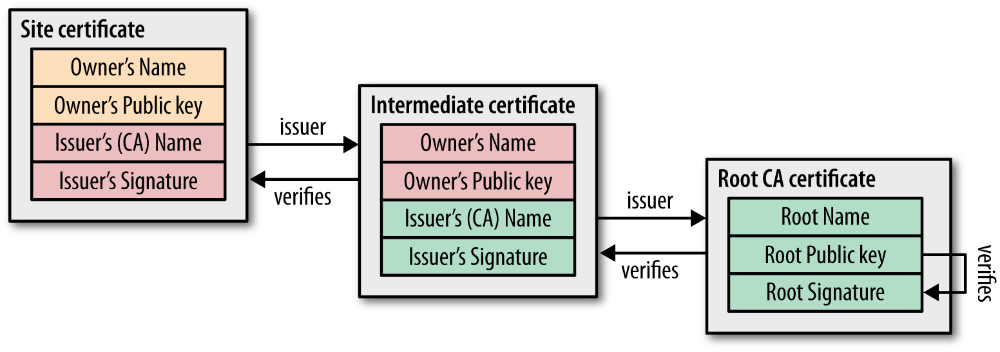 Site certificate
Owner’s Name
Owner’s Public key
Issuer’s (CA) Name
Issuer’s Signature
issuer
verifies
Intermediate certificate
Owner’s Name
Owner’s Public key
Issuer’s (CA) Name
Issuer’s Signature
issuer
verifies
Root CA certificate
Root Name
Root Public key
Root Signature
verifies